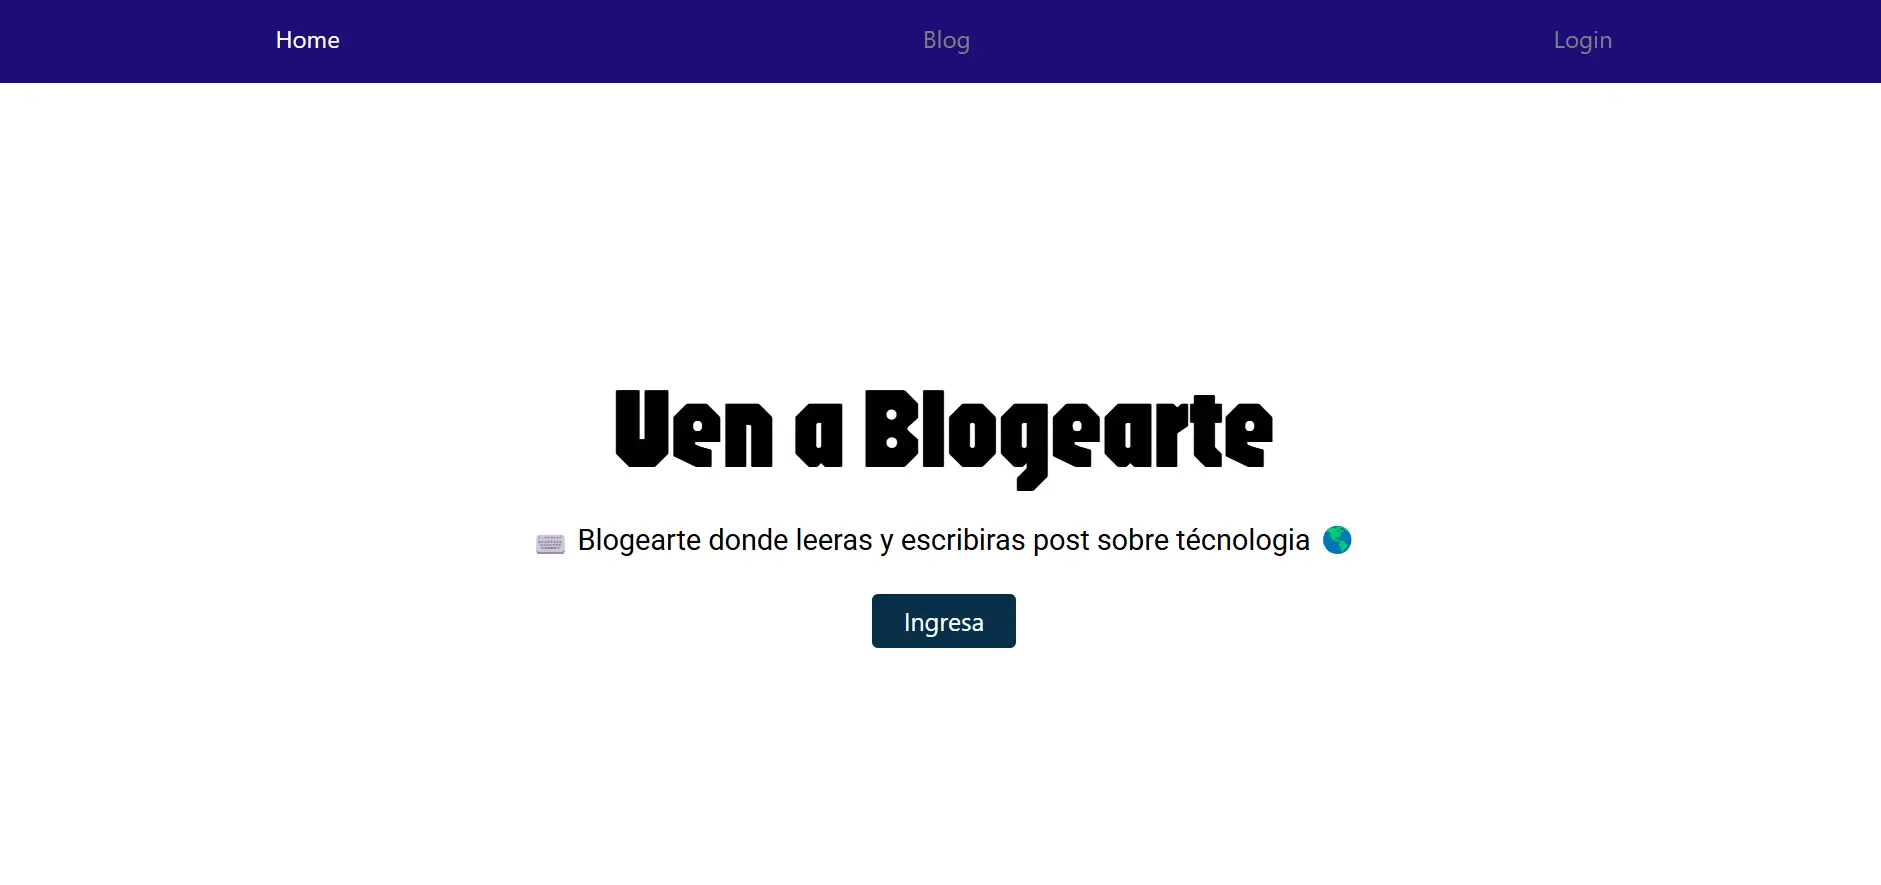 Home Blog Login
Ven a Blogearte
⌨️ Blogearte donde leeras y escribiras post sobre técnologia 🌎
Ingresa